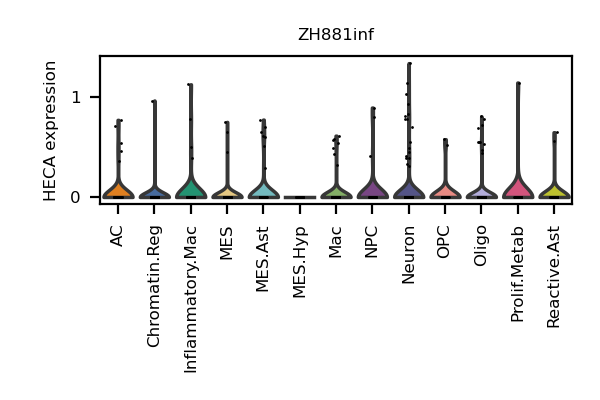 ZH881inf
HECA expression
1
0
AC
Chromatin.Reg
Inflammatory.Mac
MES
MES.Ast
MES.Hyp
Mac
NPC
Neuron
OPC
Oligo
Prolif.Metab
Reactive.Ast